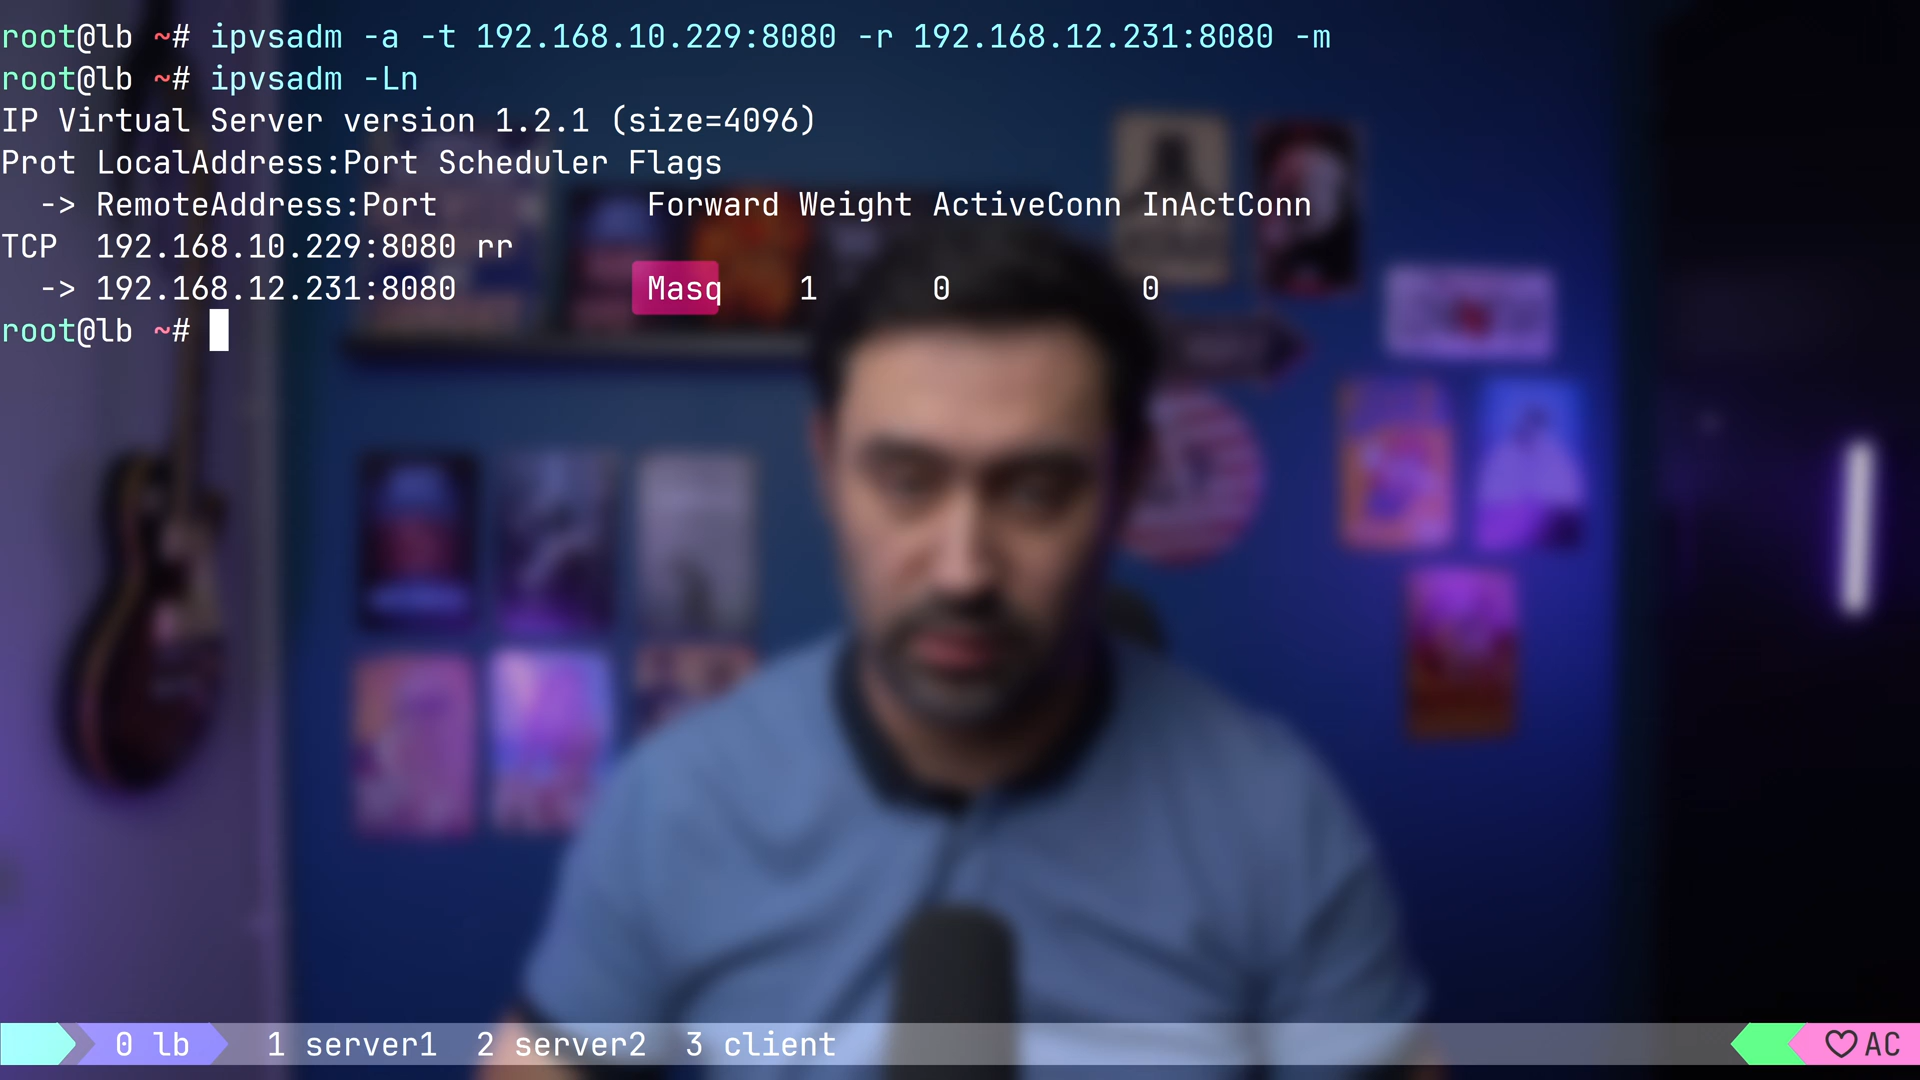 root@lb ~# ipvsadm -a -t 192.168.10.229:8080 -r 192.168.12.231:8080 -m
root@lb ~# ipvsadm -Ln
IP Virtual Server version 1.2.1 (size=4096)
Prot LocalAddress:Port Scheduler Flags
  -> RemoteAddress:Port           Forward Weight ActiveConn InActConn
TCP  192.168.10.229:8080 rr
  -> 192.168.12.231:8080          Masq    1      0          0
root@lb ~#
0 lb  1 server1  2 server2  3 client  ♡ AC